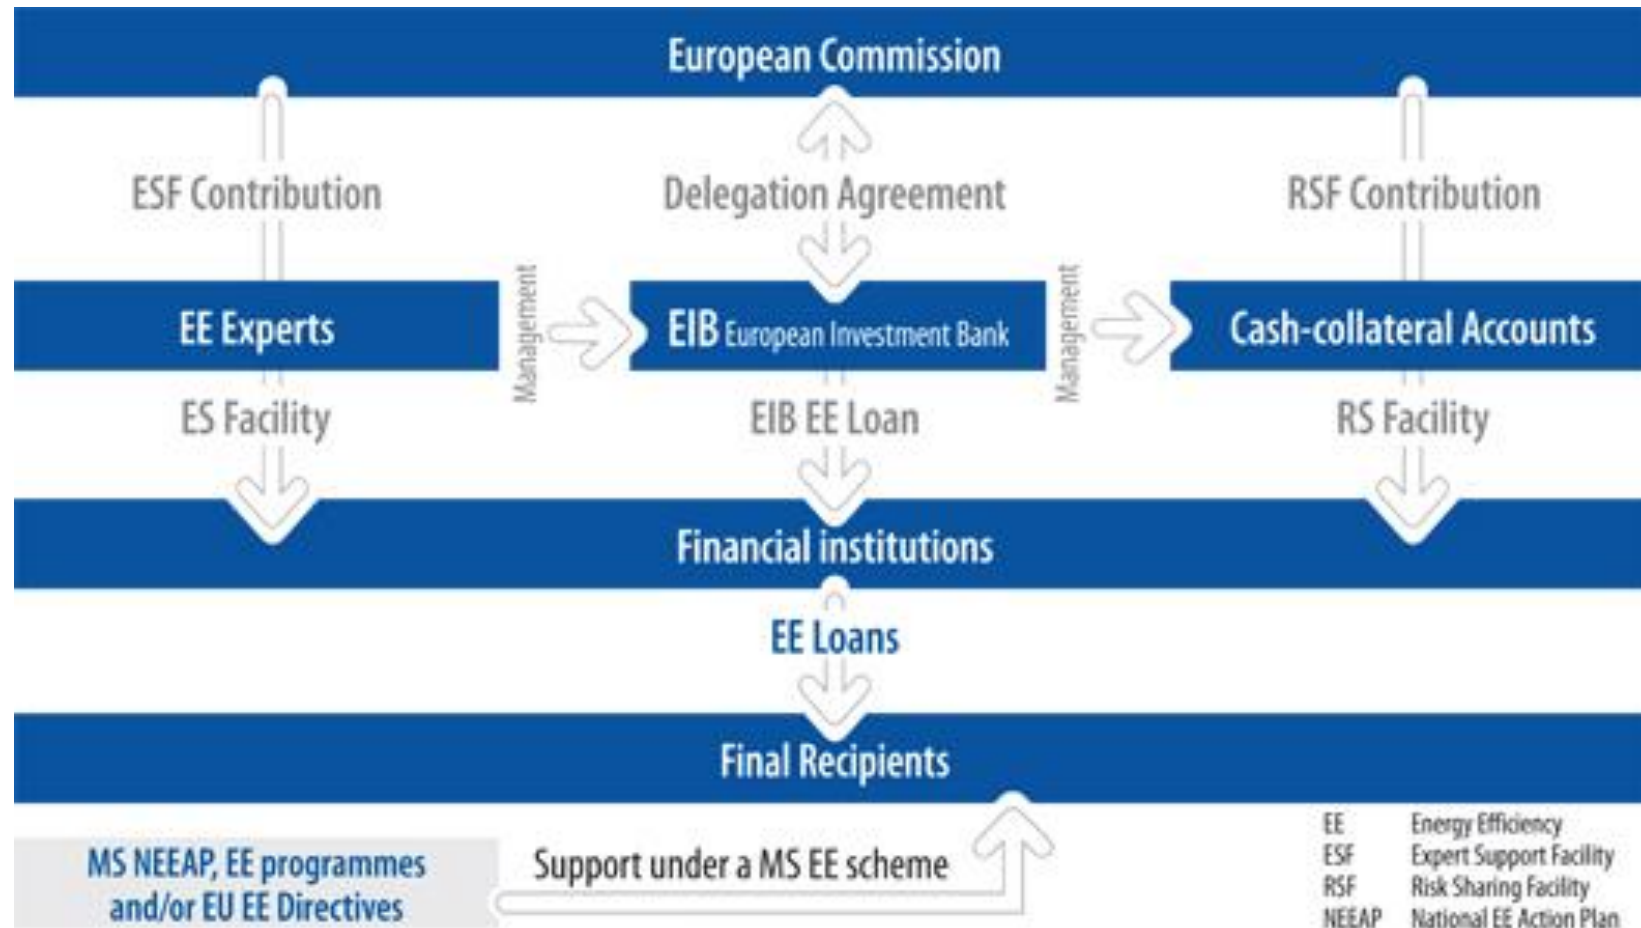 European Commission
ESF Contribution
Delegation Agreement
RSF Contribution
EE Experts
Management
EIB European Investment Bank
Management
Cash-collateral Accounts
ES Facility
EIB EE Loan
RS Facility
Financial institutions
EE Loans
Final Recipients
MS NEEAP, EE programmes
and/or EU EE Directives
Support under a MS EE scheme
EE Energy Efficiency
ESF Expert Support Facility
RSF Risk Sharing Facility
NEEAP National EE Action Plan